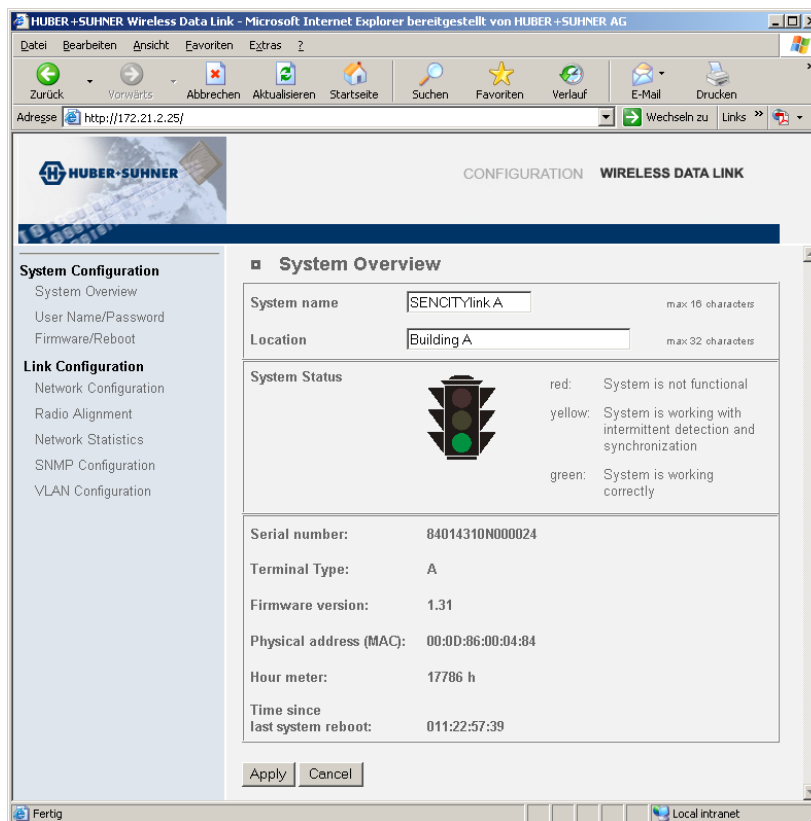 HUBER+SUHNER Wireless Data Link - Microsoft Internet Explorer bereitgestellt von HUBER+SUHNER AG
Datei Bearbeiten Ansicht Favoriten Extras ?
Zurück Vorwärts Abbrechen Aktualisieren Startseite Suchen Favoriten Verlauf E-Mail Drucken
Adresse http://172.21.2.25/ Wechseln zu Links »
HUBER+SUHNER
CONFIGURATION WIRELESS DATA LINK
System Configuration
System Overview
User Name/Password
Firmware/Reboot
Link Configuration
Network Configuration
Radio Alignment
Network Statistics
SNMP Configuration
VLAN Configuration
System Overview
System name SENCITYlink A max 16 characters
Location Building A max 32 characters
System Status
red: System is not functional
yellow: System is working with
intermittent detection and
synchronization
green: System is working
correctly
Serial number: 84014310N000024
Terminal Type: A
Firmware version: 1.31
Physical address (MAC): 00:0D:86:00:04:84
Hour meter: 17786 h
Time since
last system reboot: 011:22:57:39
Apply Cancel
Fertig Local intranet